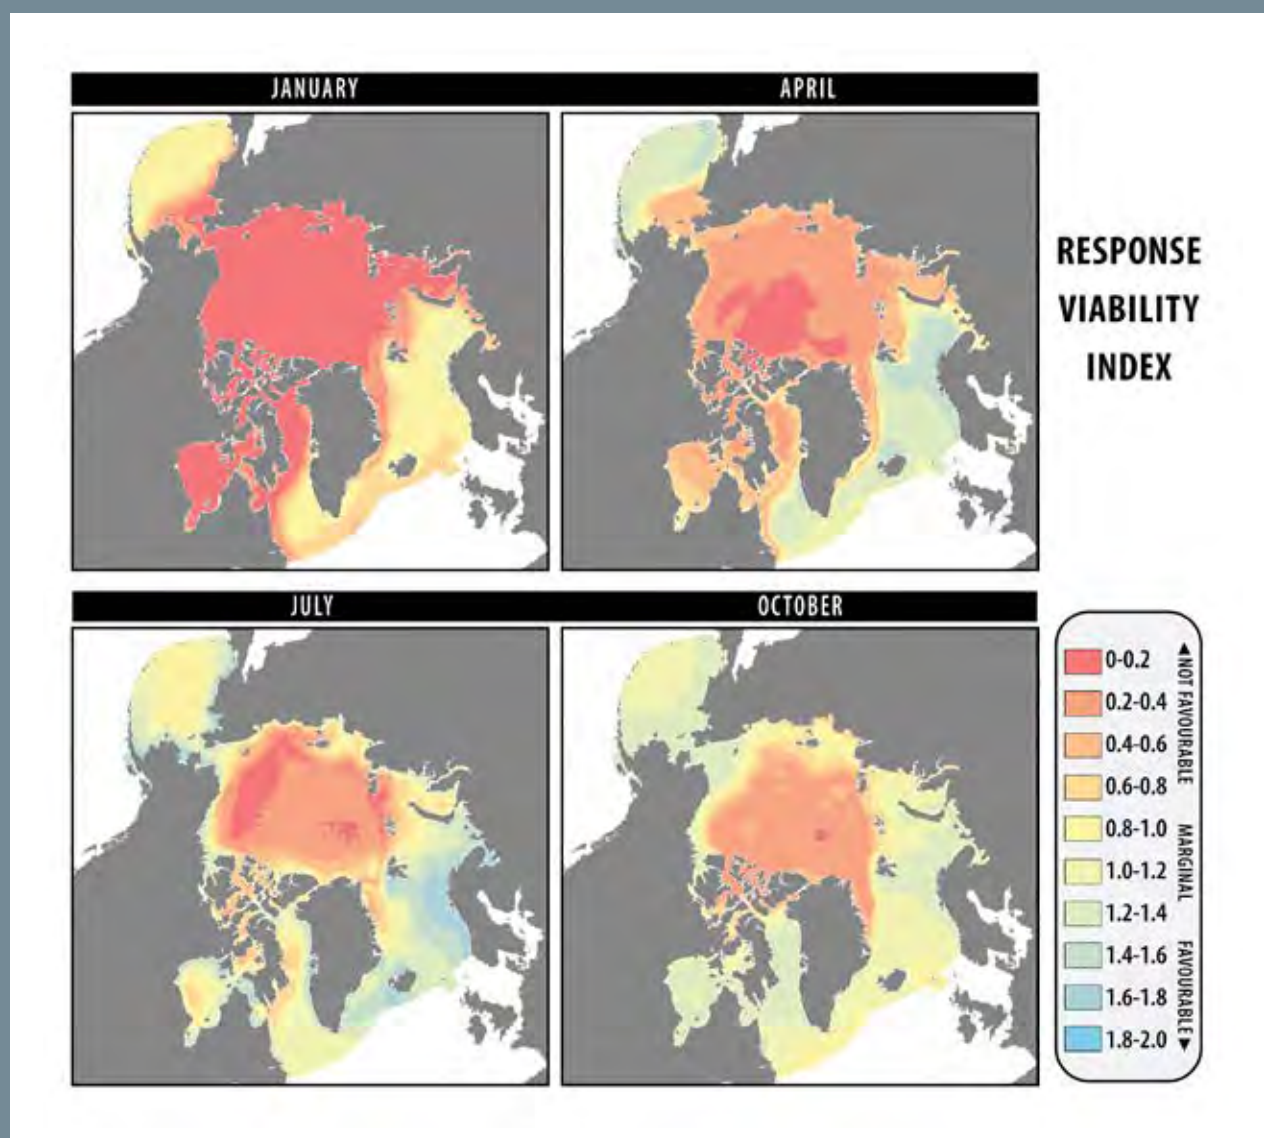 JANUARY
APRIL
RESPONSE
VIABILITY
INDEX
JULY
OCTOBER
0-0.2
0.2-0.4
0.4-0.6
0.6-0.8
0.8-1.0
1.0-1.2
1.2-1.4
1.4-1.6
1.6-1.8
1.8-2.0
◀NOT FAVOURABLE
MARGINAL
FAVOURABLE▶